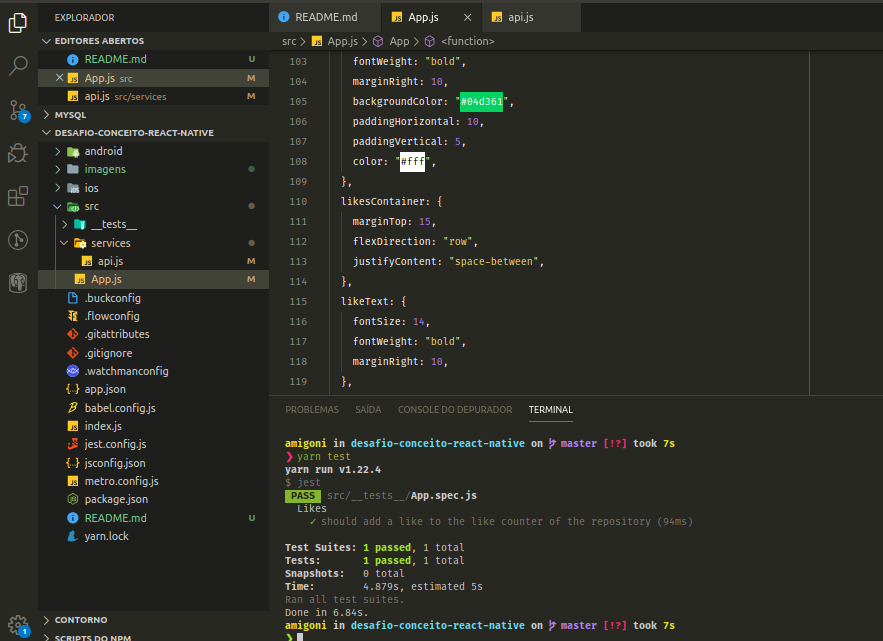 EXPLORADOR
EDITORES ABERTOS
README.md U
App.js src M
api.js src/services M
MYSQL
DESAFIO-CONCEITO-REACT-NATIVE
android
imagens
ios
src
__tests__
services
api.js M
App.js M
.buckconfig
.flowconfig
.gitattributes
.gitignore
.watchmanconfig
app.json
babel.config.js
index.js
jest.config.js
jsconfig.json
metro.config.js
package.json
README.md U
yarn.lock
CONTORNO
SCRIPTS DO NPM
7
1
README.md
App.js
api.js
src > App.js > App > <function>
103 fontWeight: "bold",
104 marginRight: 10,
105 backgroundColor: "#04d361",
106 paddingHorizontal: 10,
107 paddingVertical: 5,
108 color: "#fff",
109 },
110 likesContainer: {
111 marginTop: 15,
112 flexDirection: "row",
113 justifyContent: "space-between",
114 },
115 likeText: {
116 fontSize: 14,
117 fontWeight: "bold",
118 marginRight: 10,
119 },
PROBLEMAS SAÍDA CONSOLE DO DEPURADOR TERMINAL
amigoni in desafio-conceito-react-native on master [!?] took 7s
❯ yarn test
yarn run v1.22.4
$ jest
PASS src/__tests__/App.spec.js
Likes
✓ should add a like to the like counter of the repository (94ms)
Test Suites: 1 passed, 1 total
Tests: 1 passed, 1 total
Snapshots: 0 total
Time: 4.879s, estimated 5s
Ran all test suites.
Done in 6.84s.
amigoni in desafio-conceito-react-native on master [!?] took 7s
❯